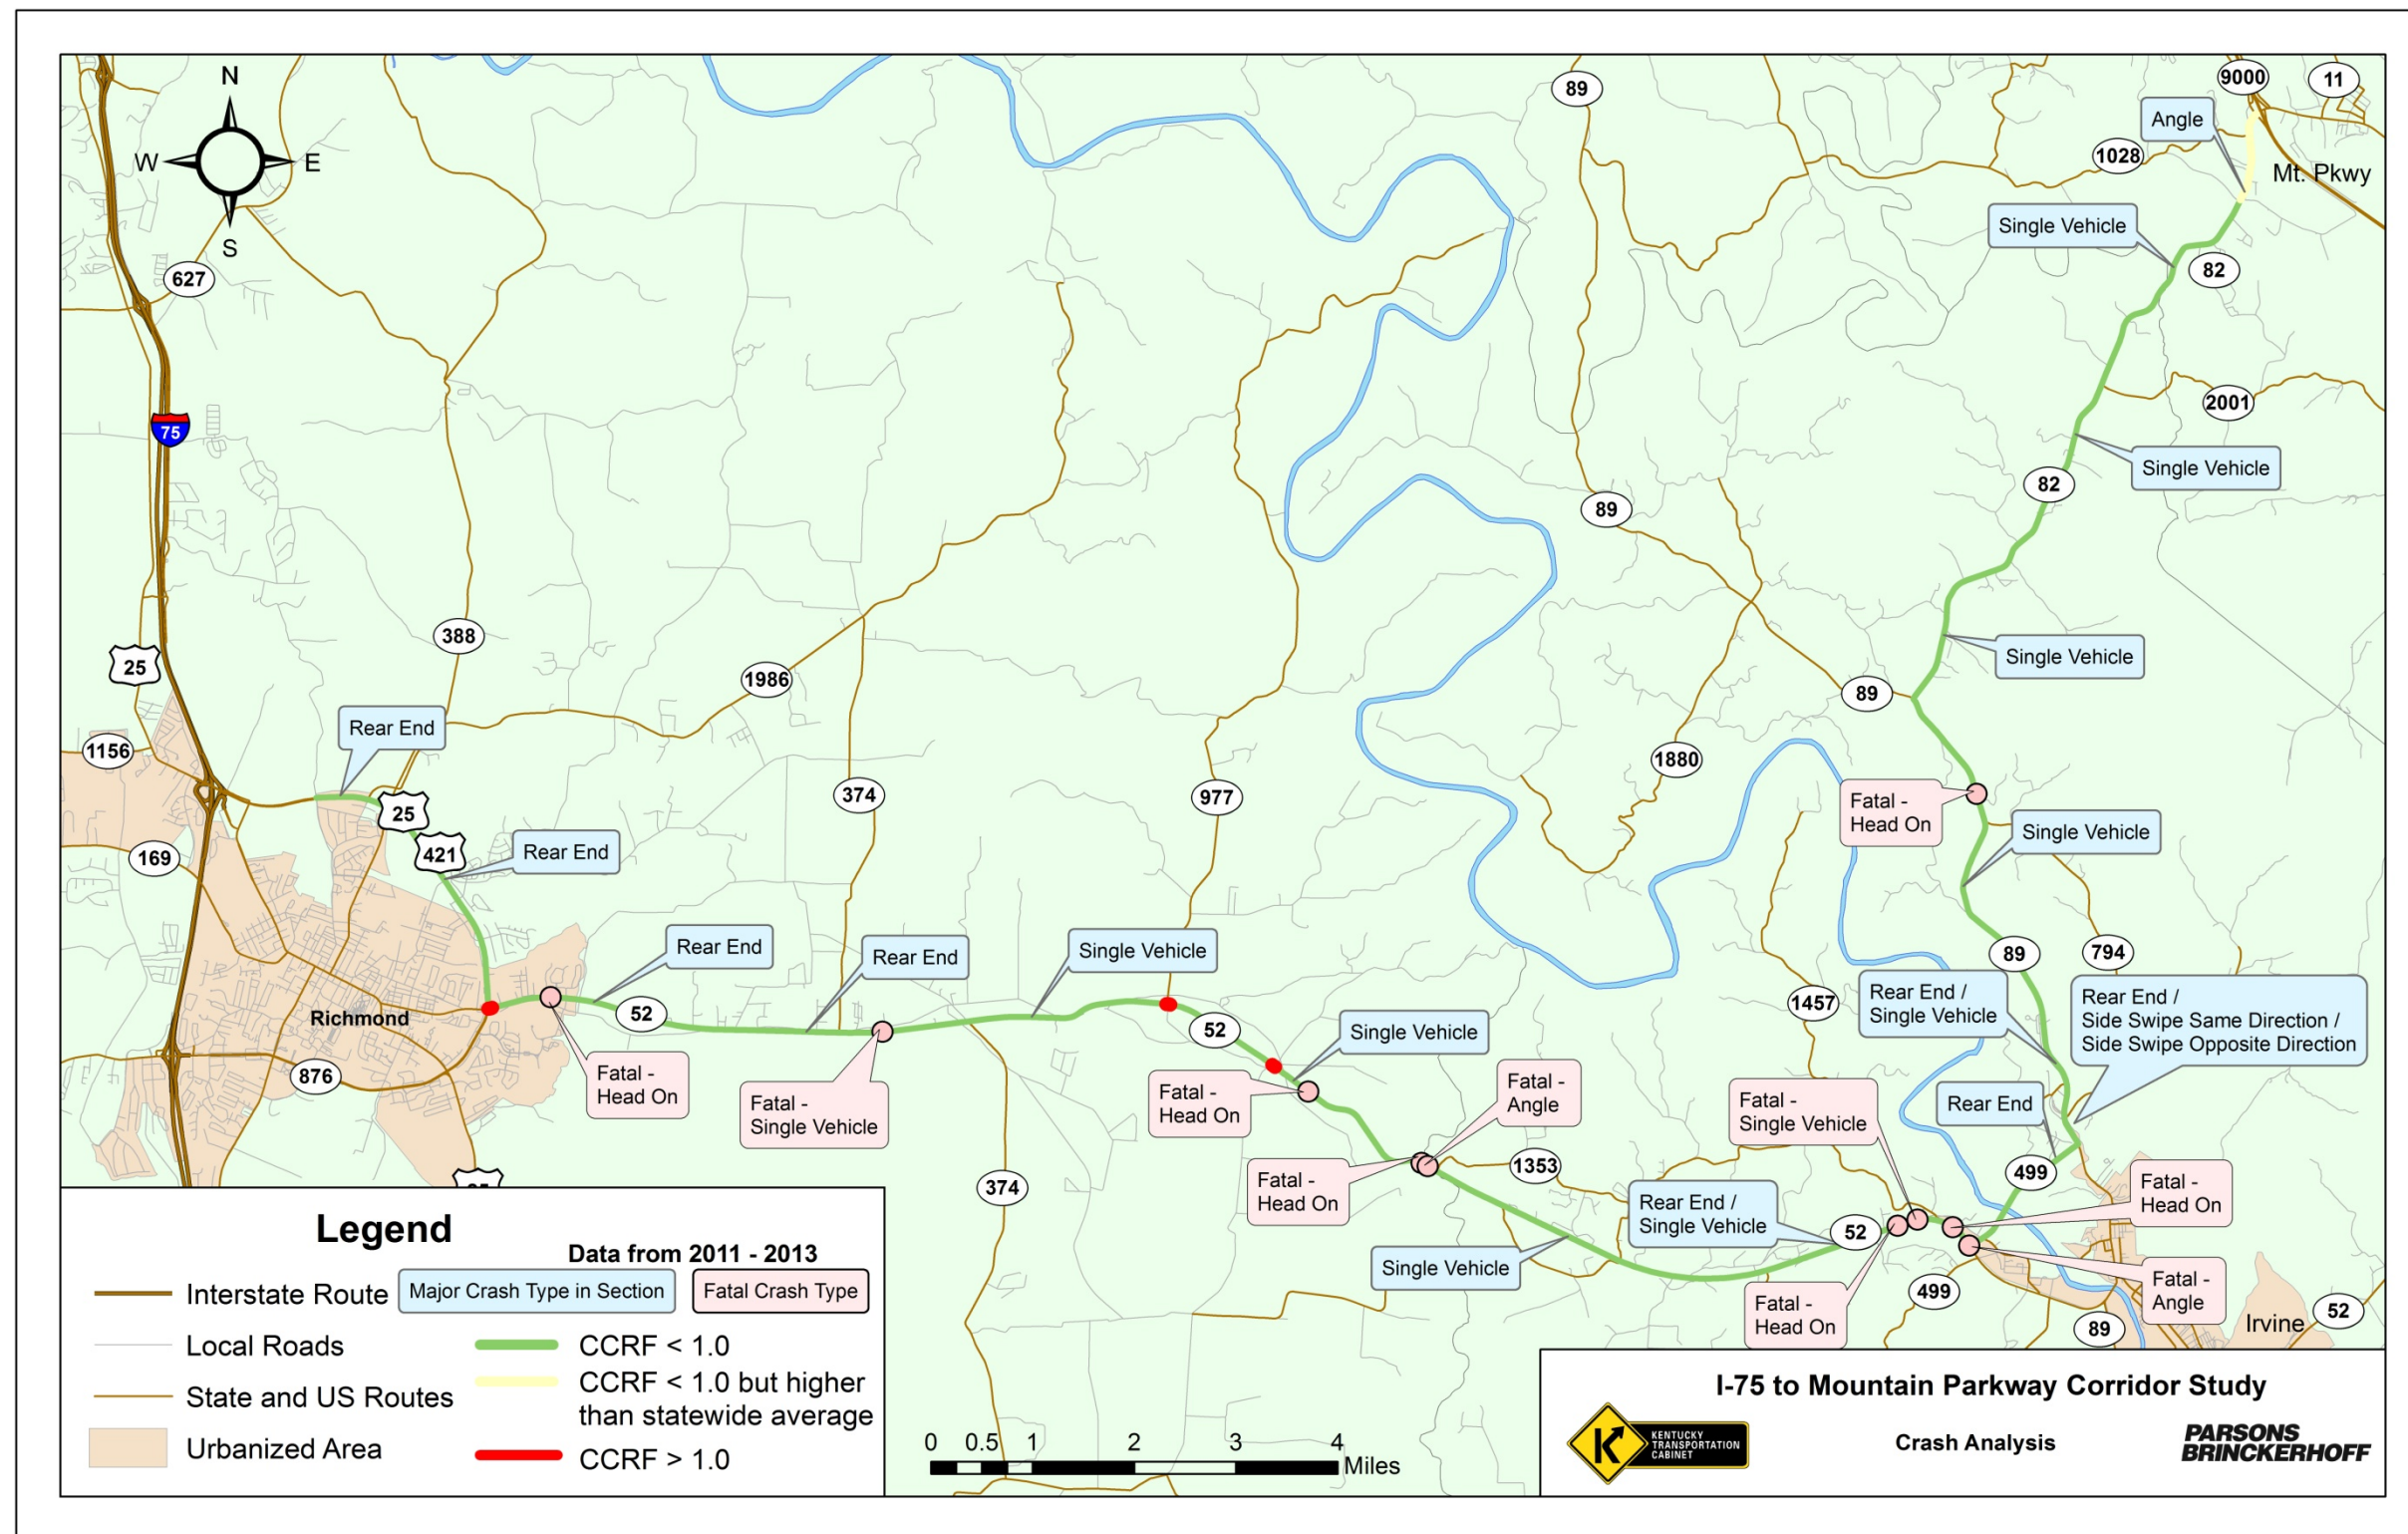 N
W
E
S
9000
11
89
Angle
1028
Mt. Pkwy
Single Vehicle
82
627
2001
75
Single Vehicle
82
89
388
Single Vehicle
25
1986
89
Rear End
1156
1880
374
977
25
Fatal -
Head On
Single Vehicle
421
Rear End
169
Rear End
Rear End
Single Vehicle
89
794
Rear End /
Single Vehicle
Rear End /
Side Swipe Same Direction /
Side Swipe Opposite Direction
1457
52
Richmond
52
Single Vehicle
876
Fatal -
Head On
Fatal -
Single Vehicle
Fatal -
Head On
Fatal -
Angle
Fatal -
Single Vehicle
Rear End
1353
499
Fatal -
Head On
374
Fatal -
Head On
Rear End /
Single Vehicle
52
Single Vehicle
499
Fatal -
Head On
Fatal -
Angle
52
Irvine
89
Legend
Data from 2011 - 2013
Interstate Route
Major Crash Type in Section
Fatal Crash Type
Local Roads
CCRF < 1.0
State and US Routes
CCRF < 1.0 but higher
than statewide average
Urbanized Area
CCRF > 1.0
0 0.5 1 2 3 4
Miles
I-75 to Mountain Parkway Corridor Study
KENTUCKY
TRANSPORTATION
CABINET
Crash Analysis
PARSONS
BRINCKERHOFF